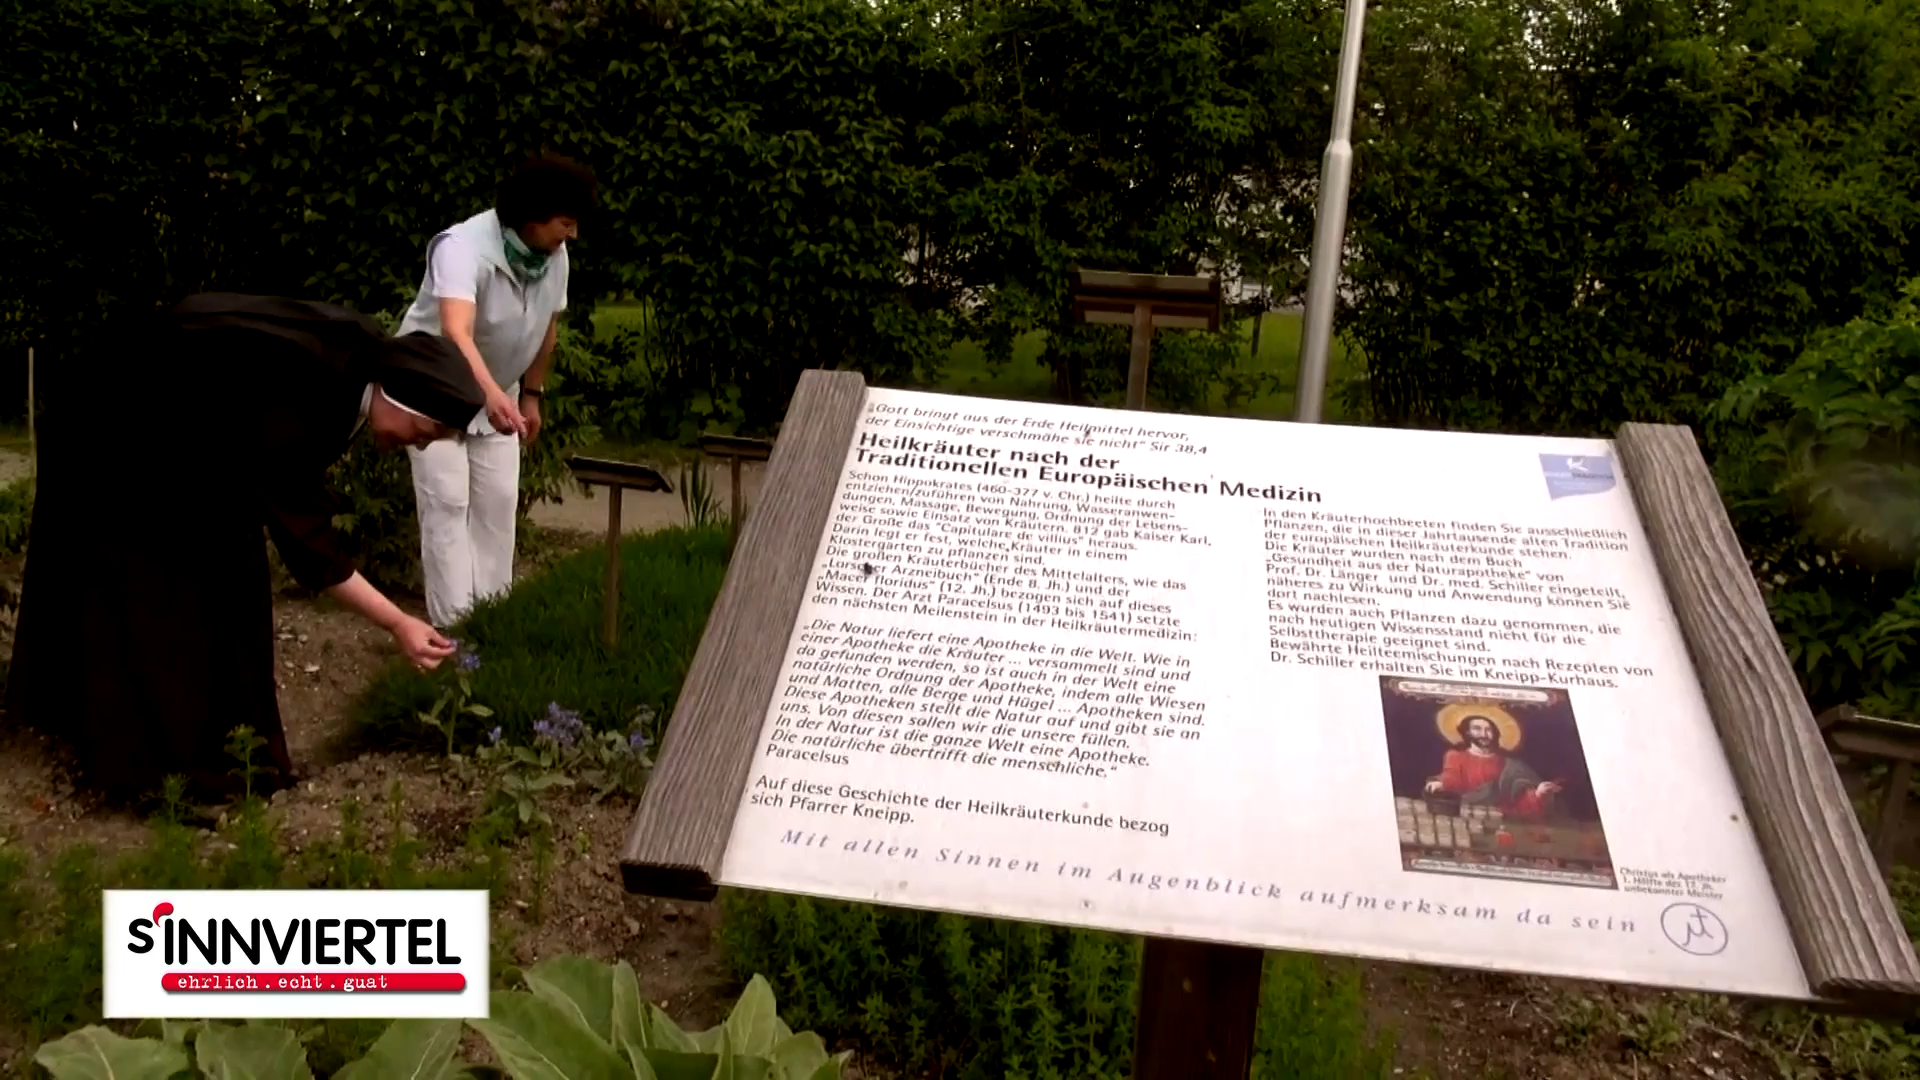 „Gott bringt aus der Erde Heilmittel hervor,
der Einsichtige verschmähe sie nicht“ Sir 38,4
Heilkräuter nach der
Traditionellen Europäischen Medizin
Schon Hippokrates (460-377 v. Chr.) heilte durch
entziehen/zuführen von Nahrung, Wasseranwen-
dungen, Massage, Bewegung, Ordnung der Lebens-
weise sowie Einsatz von Kräutern. 812 gab Kaiser Karl,
der Große das "Capitulare de villius" heraus.
Darin legt er fest, welche Kräuter in einem
Klostergarten zu pflanzen sind.
Die großen Kräuterbücher des Mittelalters, wie das
„Lorscher Arzneibuch“ (Ende 8. Jh.) und der
„Macer floridus“ (12. Jh.) bezogen sich auf dieses
Wissen. Der Arzt Paracelsus (1493 bis 1541) setzte
den nächsten Meilenstein in der Heilkräutermedizin:
„Die Natur liefert eine Apotheke in die Welt. Wie in
einer Apotheke die Kräuter ... versammelt sind und
da gefunden werden, so ist auch in der Welt eine
natürliche Ordnung der Apotheke, indem alle Wiesen
und Matten, alle Berge und Hügel ... Apotheken sind.
Diese Apotheken stellt die Natur auf und gibt sie an
uns. Von diesen sollen wir die unsere füllen.
In der Natur ist die ganze Welt eine Apotheke.
Die natürliche übertrifft die menschliche.“
Paracelsus
Auf diese Geschichte der Heilkräuterkunde bezog
sich Pfarrer Kneipp.
In den Kräuterhochbeeten finden Sie ausschließlich
Pflanzen, die in dieser Jahrtausende alten Tradition
der europäischen Heilkräuterkunde stehen.
Die Kräuter wurden nach dem Buch
„Gesundheit aus der Naturapotheke“ von
Prof. Dr. Länger und Dr. med. Schiller eingeteilt,
näheres zu Wirkung und Anwendung können Sie
dort nachlesen.
Es wurden auch Pflanzen dazu genommen, die
nach heutigen Wissensstand nicht für die
Selbsttherapie geeignet sind.
Bewährte Heilteemischungen nach Rezepten von
Dr. Schiller erhalten Sie im Kneipp-Kurhaus.
Christus als Apotheker
unbekannter Meister
Mit allen Sinnen im Augenblick aufmerksam da sein
S'INNVIERTEL
ehrlich.echt.guat